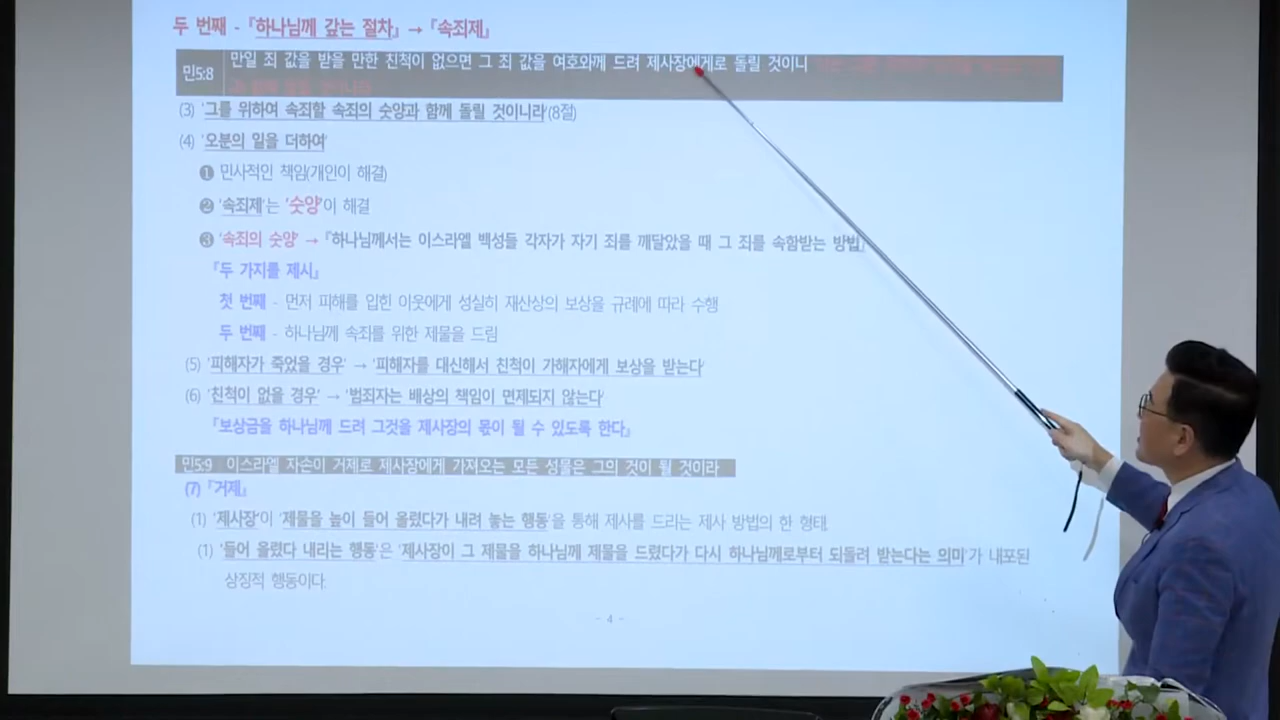 두 번째 - 『하나님께 갚는 절차』 → 『속죄제』
민5:8 만일 죄 값을 받을 만한 친척이 없으면 그 죄 값을 여호와께 드려 제사장에게로 돌릴 것이니
(3) '그를 위하여 속죄할 속죄의 숫양과 함께 돌릴 것이니라'(8절)
(4) '오분의 일을 더하여'
❶ 민사적인 책임(개인이 해결)
❷ '속죄제'는 '숫양'이 해결
❸ '속죄의 숫양' → 『하나님께서는 이스라엘 백성들 각자가 자기 죄를 깨달았을 때 그 죄를 속함받는 방법』
『두 가지를 제시』
첫 번째 - 먼저 피해를 입힌 이웃에게 성실히 재산상의 보상을 규례에 따라 수행
두 번째 - 하나님께 속죄를 위한 제물을 드림
(5) '피해자가 죽었을 경우' → '피해자를 대신해서 친척이 가해자에게 보상을 받는다'
(6) '친척이 없을 경우' → '범죄자는 배상의 책임이 면제되지 않는다'
『보상금을 하나님께 드려 그것을 제사장의 몫이 될 수 있도록 한다』
민5:9 이스라엘 자손이 거제로 제사장에게 가져오는 모든 성물은 그의 것이 될 것이라
(7) 『거제』
(1) '제사장'이 '제물을 높이 들어 올렸다가 내려 놓는 행동'을 통해 제사를 드리는 제사 방법의 한 형태
(1) '들어 올렸다 내리는 행동'은 '제사장이 그 제물을 하나님께 제물을 드렸다가 다시 하나님께로부터 되돌려 받는다는 의미'가 내포된
상징적 행동이다.
- 4 -